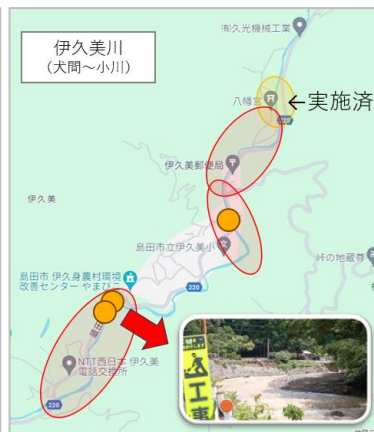 伊久美川
(犬間～小川)
(有)久光機械工業
八幡宮
←実施済
220
伊久美郵便局
伊久美
島田市立伊久美小
峠の地蔵尊
島田市 伊久身農村環境
改善センター やまびこ
220
NTT西日本 伊久美
電話交換所
220
工事